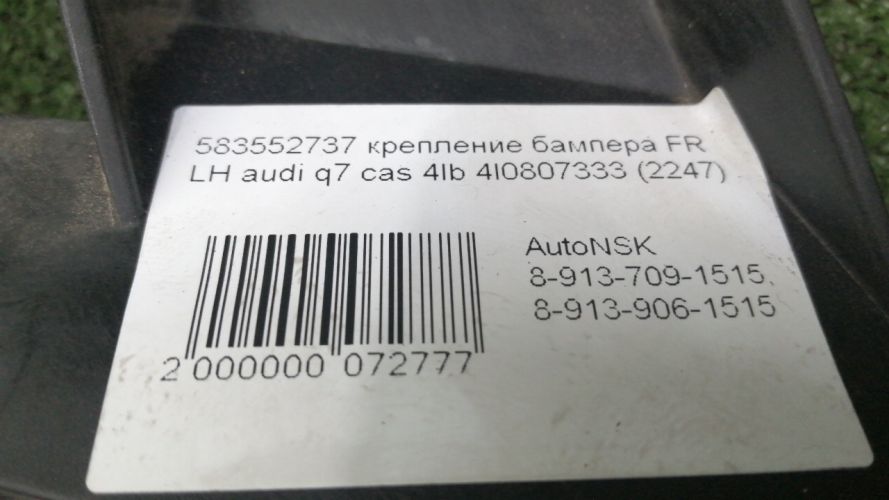 583552737 крепление бампера FR
LH audi q7 cas 4lb 4l0807333 (2247)
AutoNSK
8-913-709-1515,
8-913-906-1515
2 000000 072777